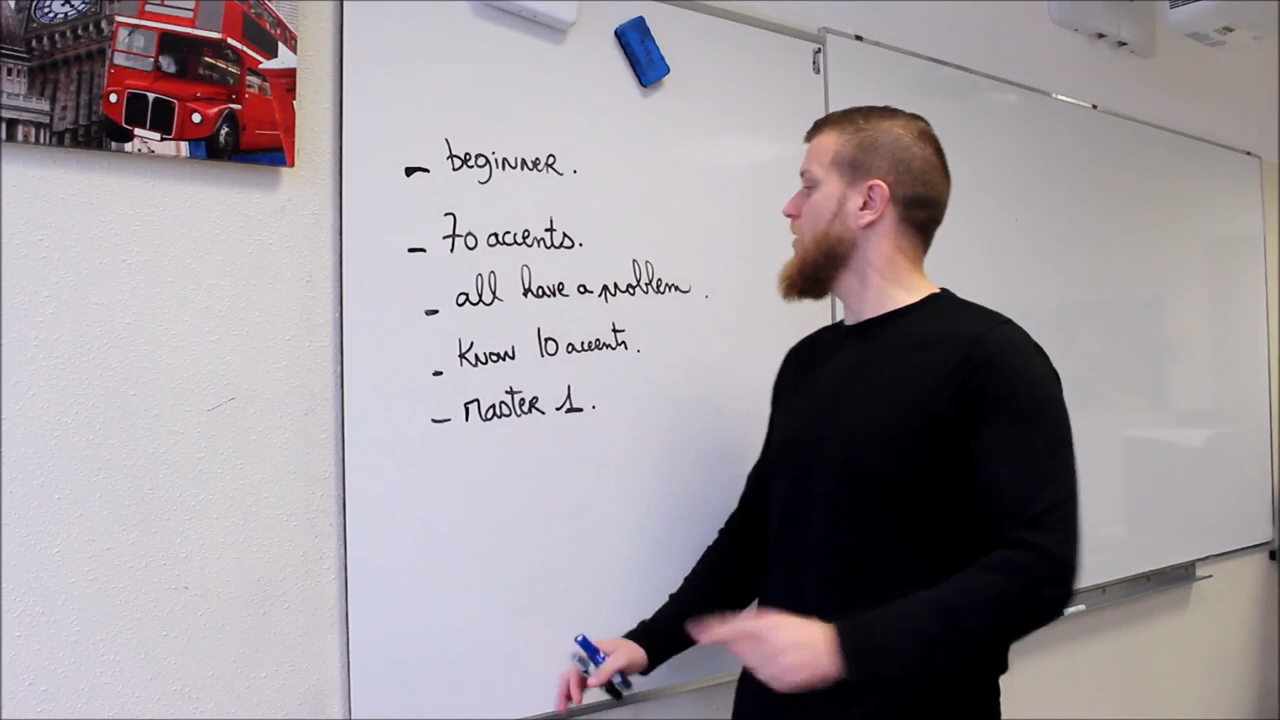 - beginner.
- 70 accents.
- all have a problem.
- Know 10 accents.
- Master 1.